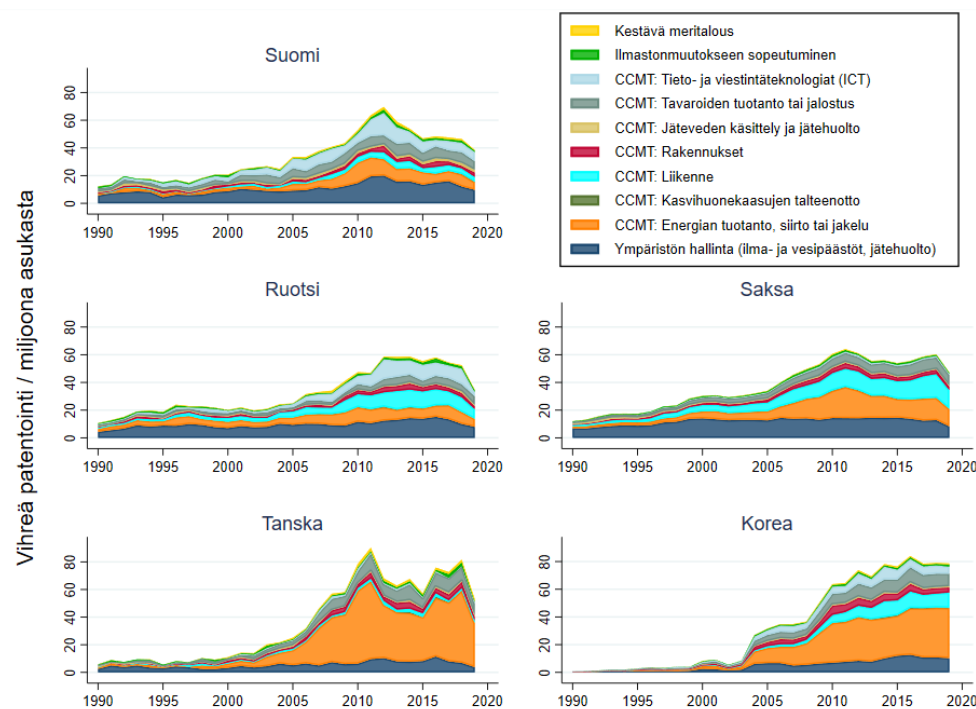 Kestävä meritalous
Ilmastonmuutokseen sopeutuminen
CCMT: Tieto- ja viestintäteknologiat (ICT)
CCMT: Tavaroiden tuotanto tai jalostus
CCMT: Jäteveden käsittely ja jätehuolto
CCMT: Rakennukset
CCMT: Liikenne
CCMT: Kasvihuonekaasujen talteenotto
CCMT: Energian tuotanto, siirto tai jakelu
Ympäristön hallinta (ilma- ja vesipäästöt, jätehuolto)
Vihreä patentointi / miljoona asukasta
Suomi
80
60
40
20
0
1990 1995 2000 2005 2010 2015 2020
Ruotsi
80
60
40
20
0
1990 1995 2000 2005 2010 2015 2020
Saksa
80
60
40
20
0
1990 1995 2000 2005 2010 2015 2020
Tanska
80
60
40
20
0
1990 1995 2000 2005 2010 2015 2020
Korea
80
60
40
20
0
1990 1995 2000 2005 2010 2015 2020